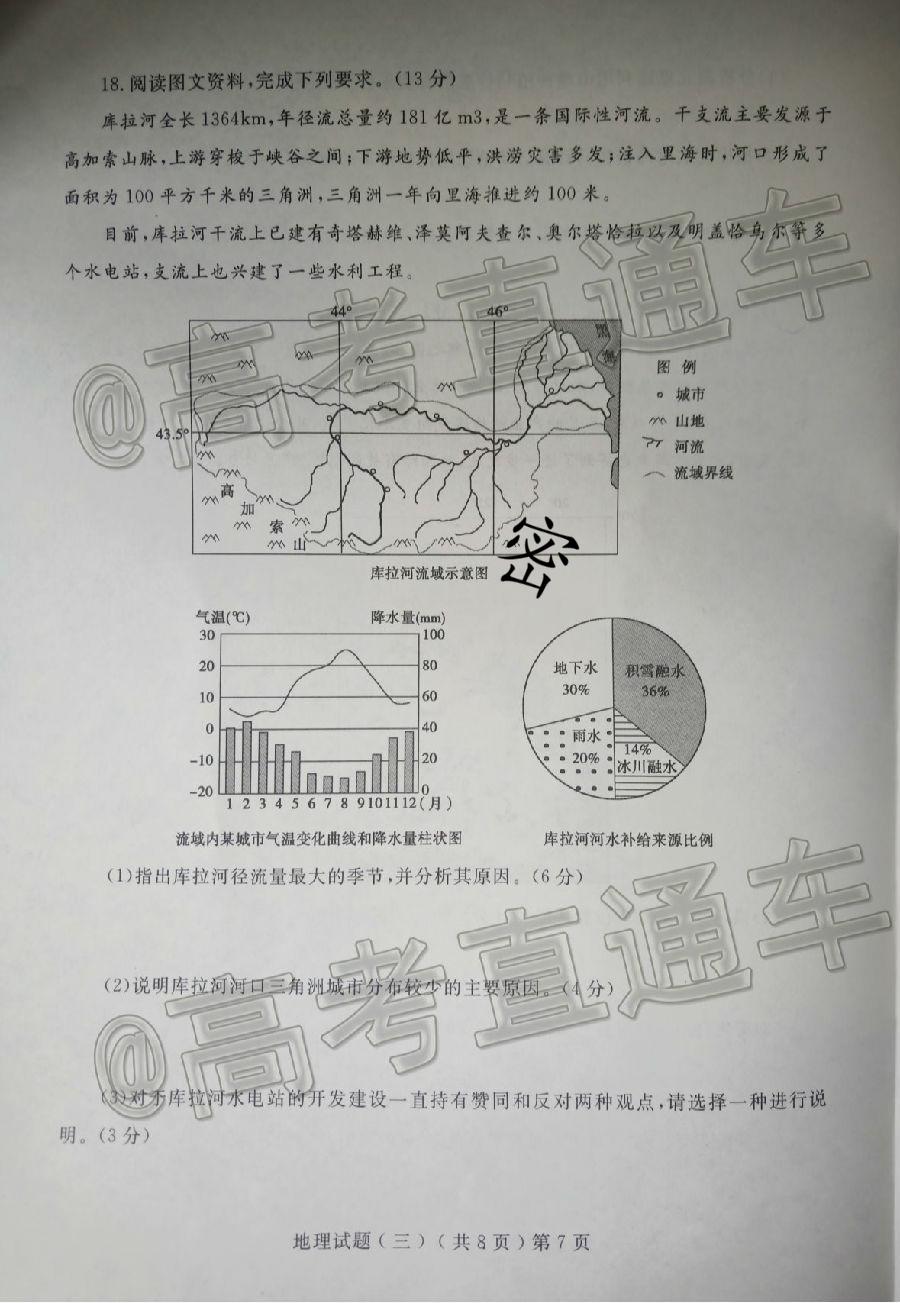 18.阅读图文资料,完成下列要求。(13分)
库拉河全长1364km,年径流总量约181亿m3,是一条国际性河流。干支流主要发源于
高加索山脉,上游穿梭于峡谷之间;下游地势低平,洪涝灾害多发;注入里海时,河口形成了
面积为100平方千米的三角洲,三角洲一年向里海推进约100米。
目前,库拉河干流上已建有奇塔赫维、泽莫阿夫查尔、奥尔塔恰拉以及明盖恰乌尔等多
个水电站,支流上也兴建了一些水利工程。
44° 46°
黑
海
43.5°
高
加
索
山
图例
城市
山地
河流
流域界线
密
库拉河流域示意图
气温(℃) 降水量(mm)
30 100
20 80
10 60
0 40
-10 20
-20 0
1 2 3 4 5 6 7 8 9 10 11 12(月)
流域内某城市气温变化曲线和降水量柱状图
地下水
30%
积雪融水
36%
雨水
20%
14%
冰川融水
库拉河河水补给来源比例
(1)指出库拉河径流量最大的季节,并分析其原因。(6分)
(2)说明库拉河河口三角洲城市分布较少的主要原因。(4分)
(3)对于库拉河水电站的开发建设一直持有赞同和反对两种观点,请选择一种进行说
明。(3分)
地理试题(三)(共8页)第7页
@高考直通车
@高考直通车